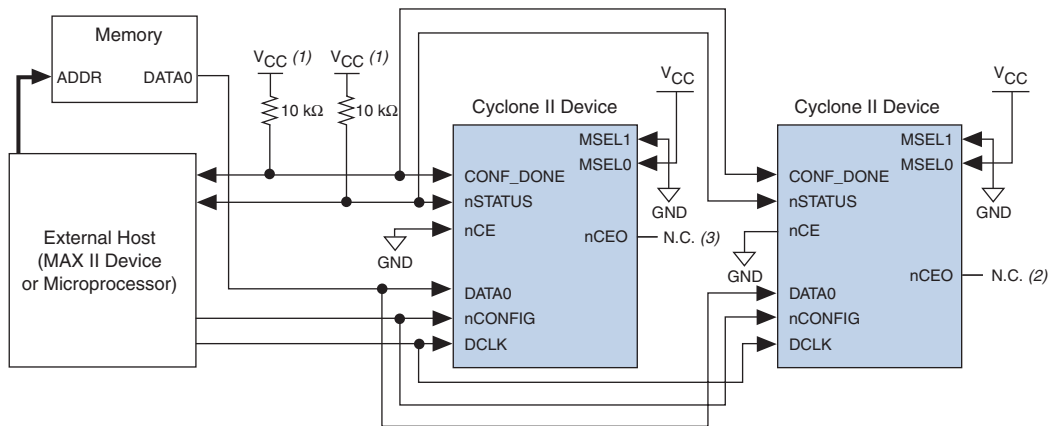 Memory
ADDR DATA0
VCC (1)
10 kΩ
VCC (1)
10 kΩ
External Host
(MAX II Device
or Microprocessor)
Cyclone II Device
VCC
MSEL1
MSEL0
GND
CONF_DONE
nSTATUS
nCE
GND
nCEO N.C. (3)
DATA0
nCONFIG
DCLK
Cyclone II Device
VCC
MSEL1
MSEL0
GND
CONF_DONE
nSTATUS
nCE
GND
nCEO N.C. (2)
DATA0
nCONFIG
DCLK